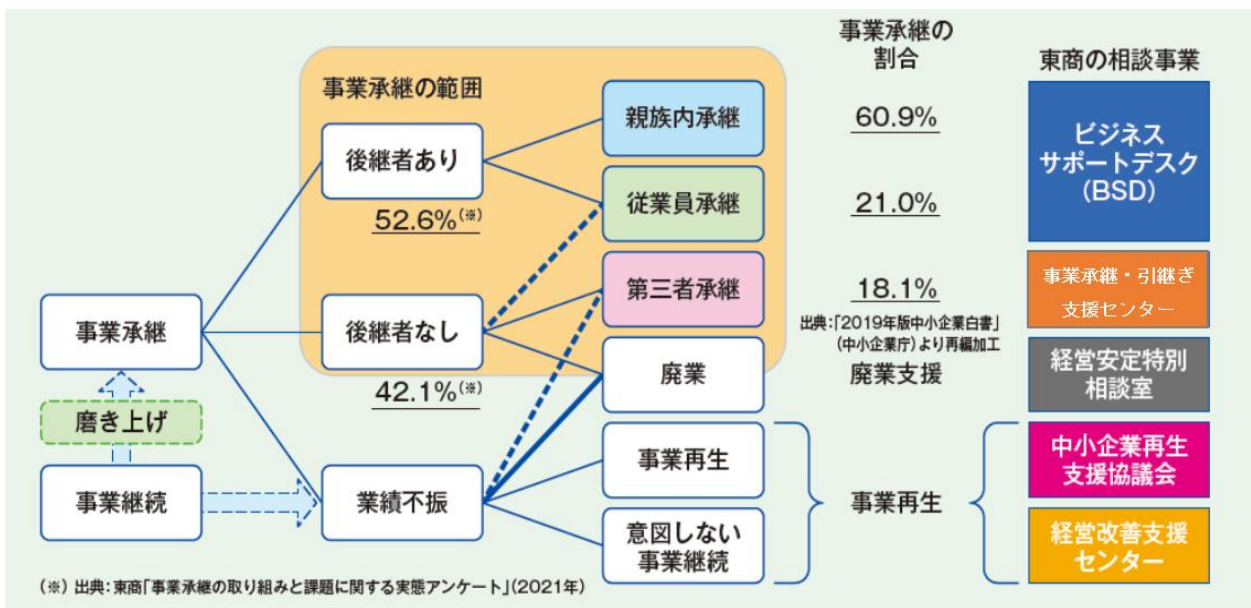 事業承継の
割合
東商の相談事業
事業承継の範囲
親族内承継
60.9%
ビジネス
サポートデスク
(BSD)
後継者あり
52.6%(※)
従業員承継
21.0%
事業承継
後継者なし
42.1%(※)
第三者承継
18.1%
出典:「2019年版中小企業白書」
(中小企業庁)より再編加工
事業承継・引継ぎ
支援センター
廃業
廃業支援
経営安定特別
相談室
磨き上げ
事業継続
業績不振
事業再生
意図しない
事業継続
事業再生
中小企業再生
支援協議会
経営改善支援
センター
(※) 出典:東商「事業承継の取り組みと課題に関する実態アンケート」(2021年)